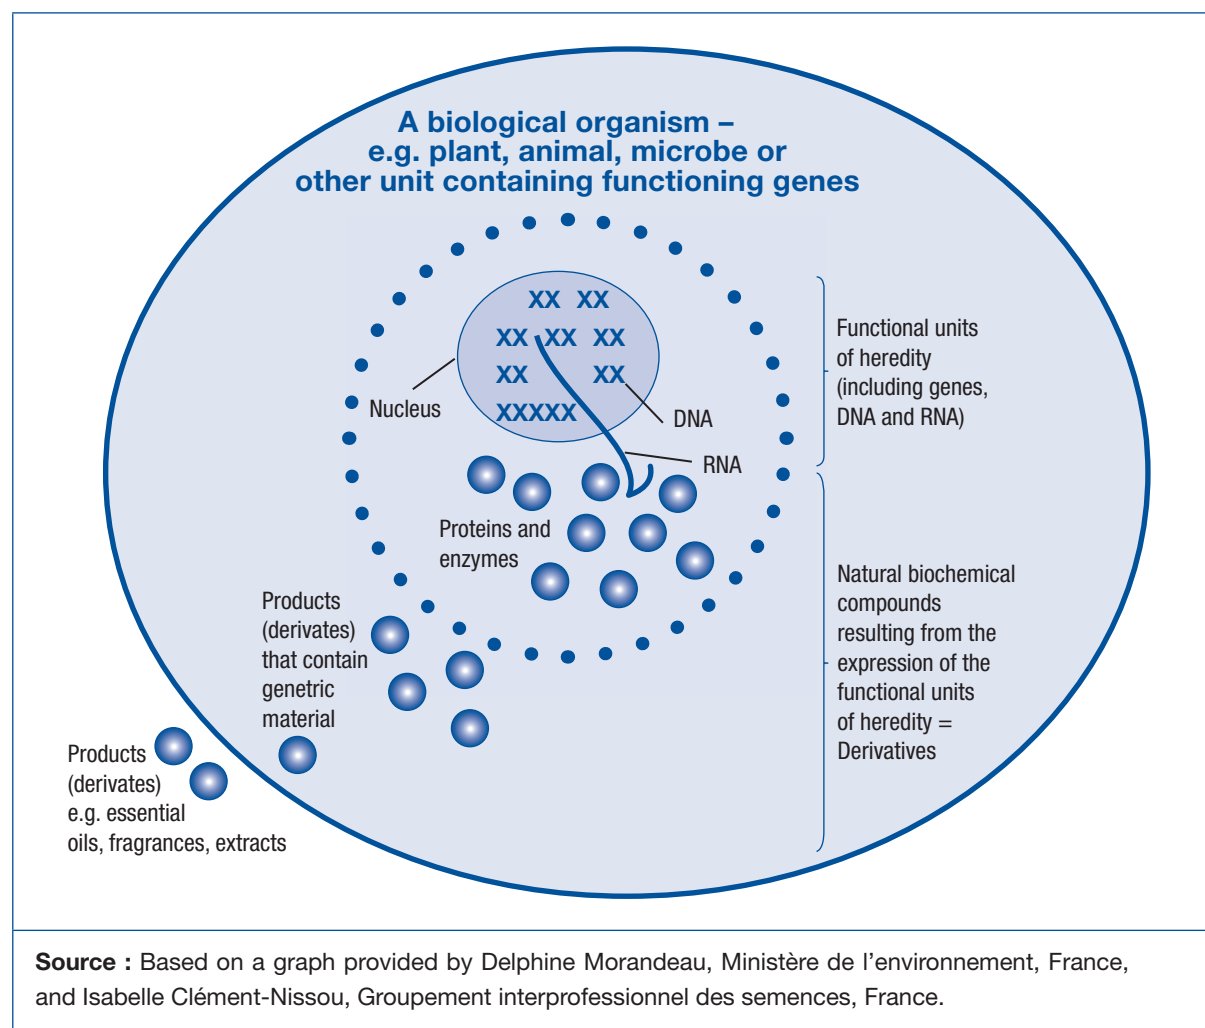 A biological organism –
e.g. plant, animal, microbe or
other unit containing functioning genes
XX XX
XX XX XX
XX XX
XXXXX
Nucleus
DNA
RNA
Functional units
of heredity
(including genes,
DNA and RNA)
Proteins and
enzymes
Natural biochemical
compounds
resulting from the
expression of the
functional units
of heredity =
Derivatives
Products
(derivates)
that contain
genetric
material
Products
(derivates)
e.g. essential
oils, fragrances, extracts
Source : Based on a graph provided by Delphine Morandeau, Ministère de l’environnement, France,
and Isabelle Clément-Nissou, Groupement interprofessionnel des semences, France.